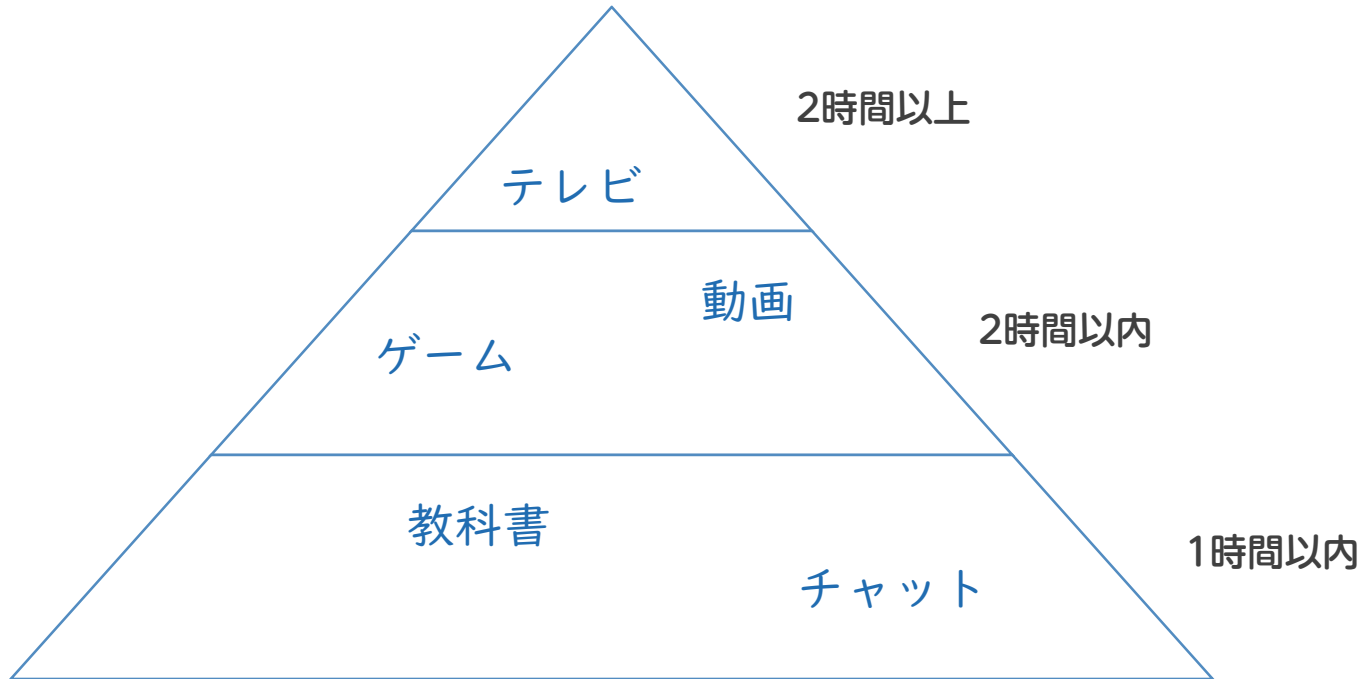 2時間以上
テレビ
動画
2時間以内
ゲーム
教科書
1時間以内
チャット